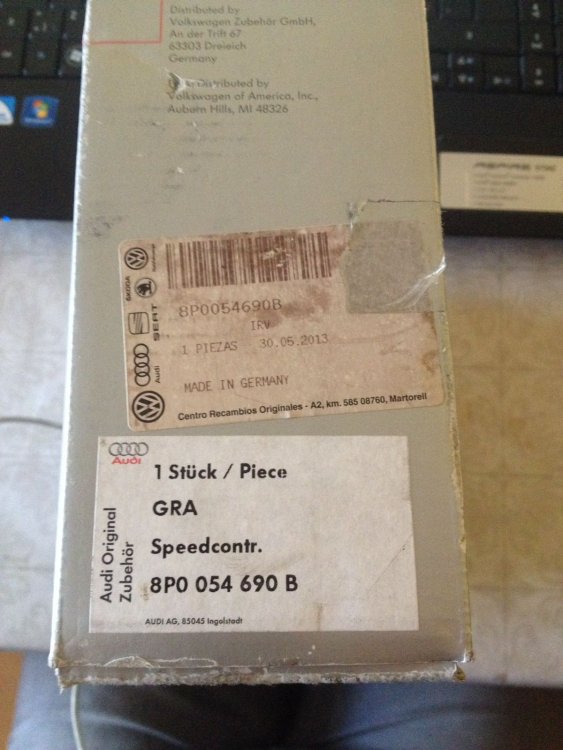 Distributed by
Volkswagen Zubehör GmbH,
An der Trift 67
63303 Dreieich
Germany
Distributed by
Volkswagen of America, Inc.,
Auburn Hills, MI 48326
8P0054690B
IRV
1 PIEZAS 30.05.2013
MADE IN GERMANY
Centro Recambios Originales - A2, km. 585 08760, Martorell
SKODA
SEAT
Audi
Audi
1 Stück / Piece
GRA
Speedcontr.
8P0 054 690 B
Audi Original
Zubehör
AUDI AG, 85045 Ingolstadt